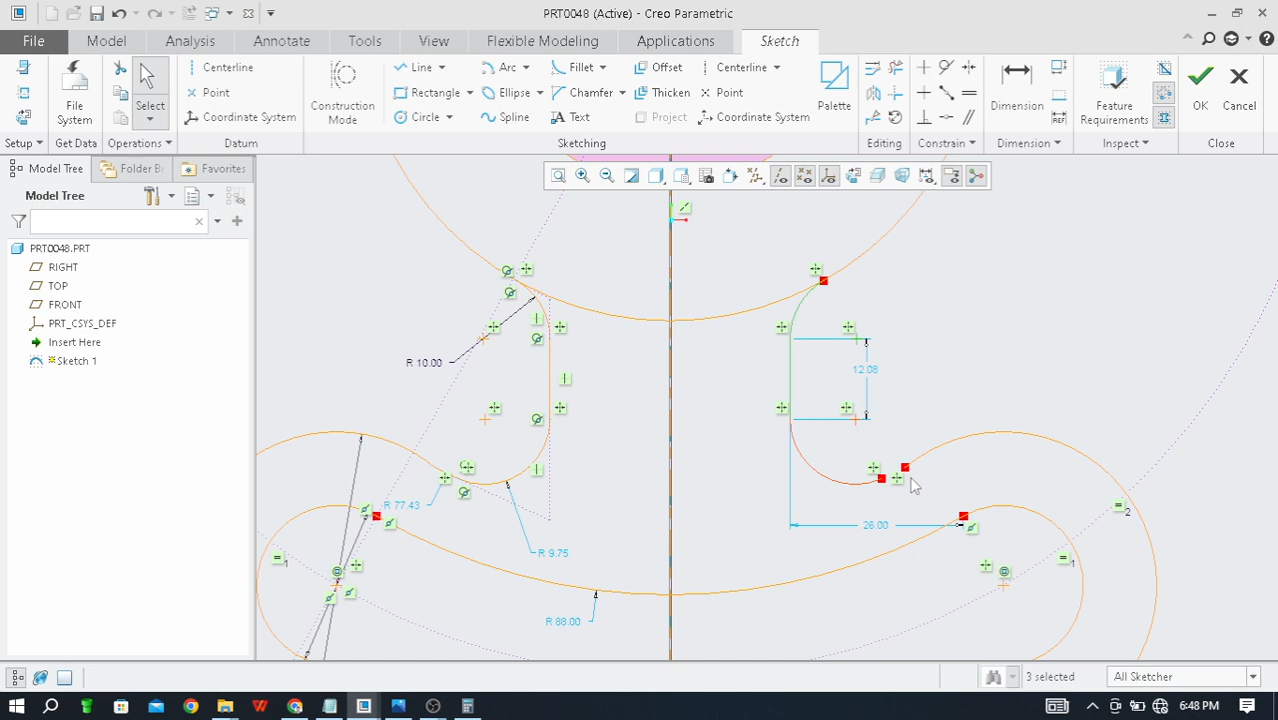 PRT0048 (Active) - Creo Parametric
File Model Analysis Annotate Tools View Flexible Modeling Applications Sketch
File System
Select
Centerline
Point
Coordinate System
Construction Mode
Line
Rectangle
Circle
Arc
Ellipse
Spline
Fillet
Chamfer
Text
Offset
Thicken
Project
Centerline
Point
Coordinate System
Palette
Dimension
Feature Requirements
OK
Cancel
Setup Get Data Operations Datum Sketching Editing Constrain Dimension Inspect Close
Model Tree Folder Br Favorites
Model Tree
PRT0048.PRT
RIGHT
TOP
FRONT
PRT_CSYS_DEF
Insert Here
Sketch 1
R 10.00
12.08
R 77.43
26.00
2
R 9.75
1
1
R 88.00
3 selected
All Sketcher
6:48 PM